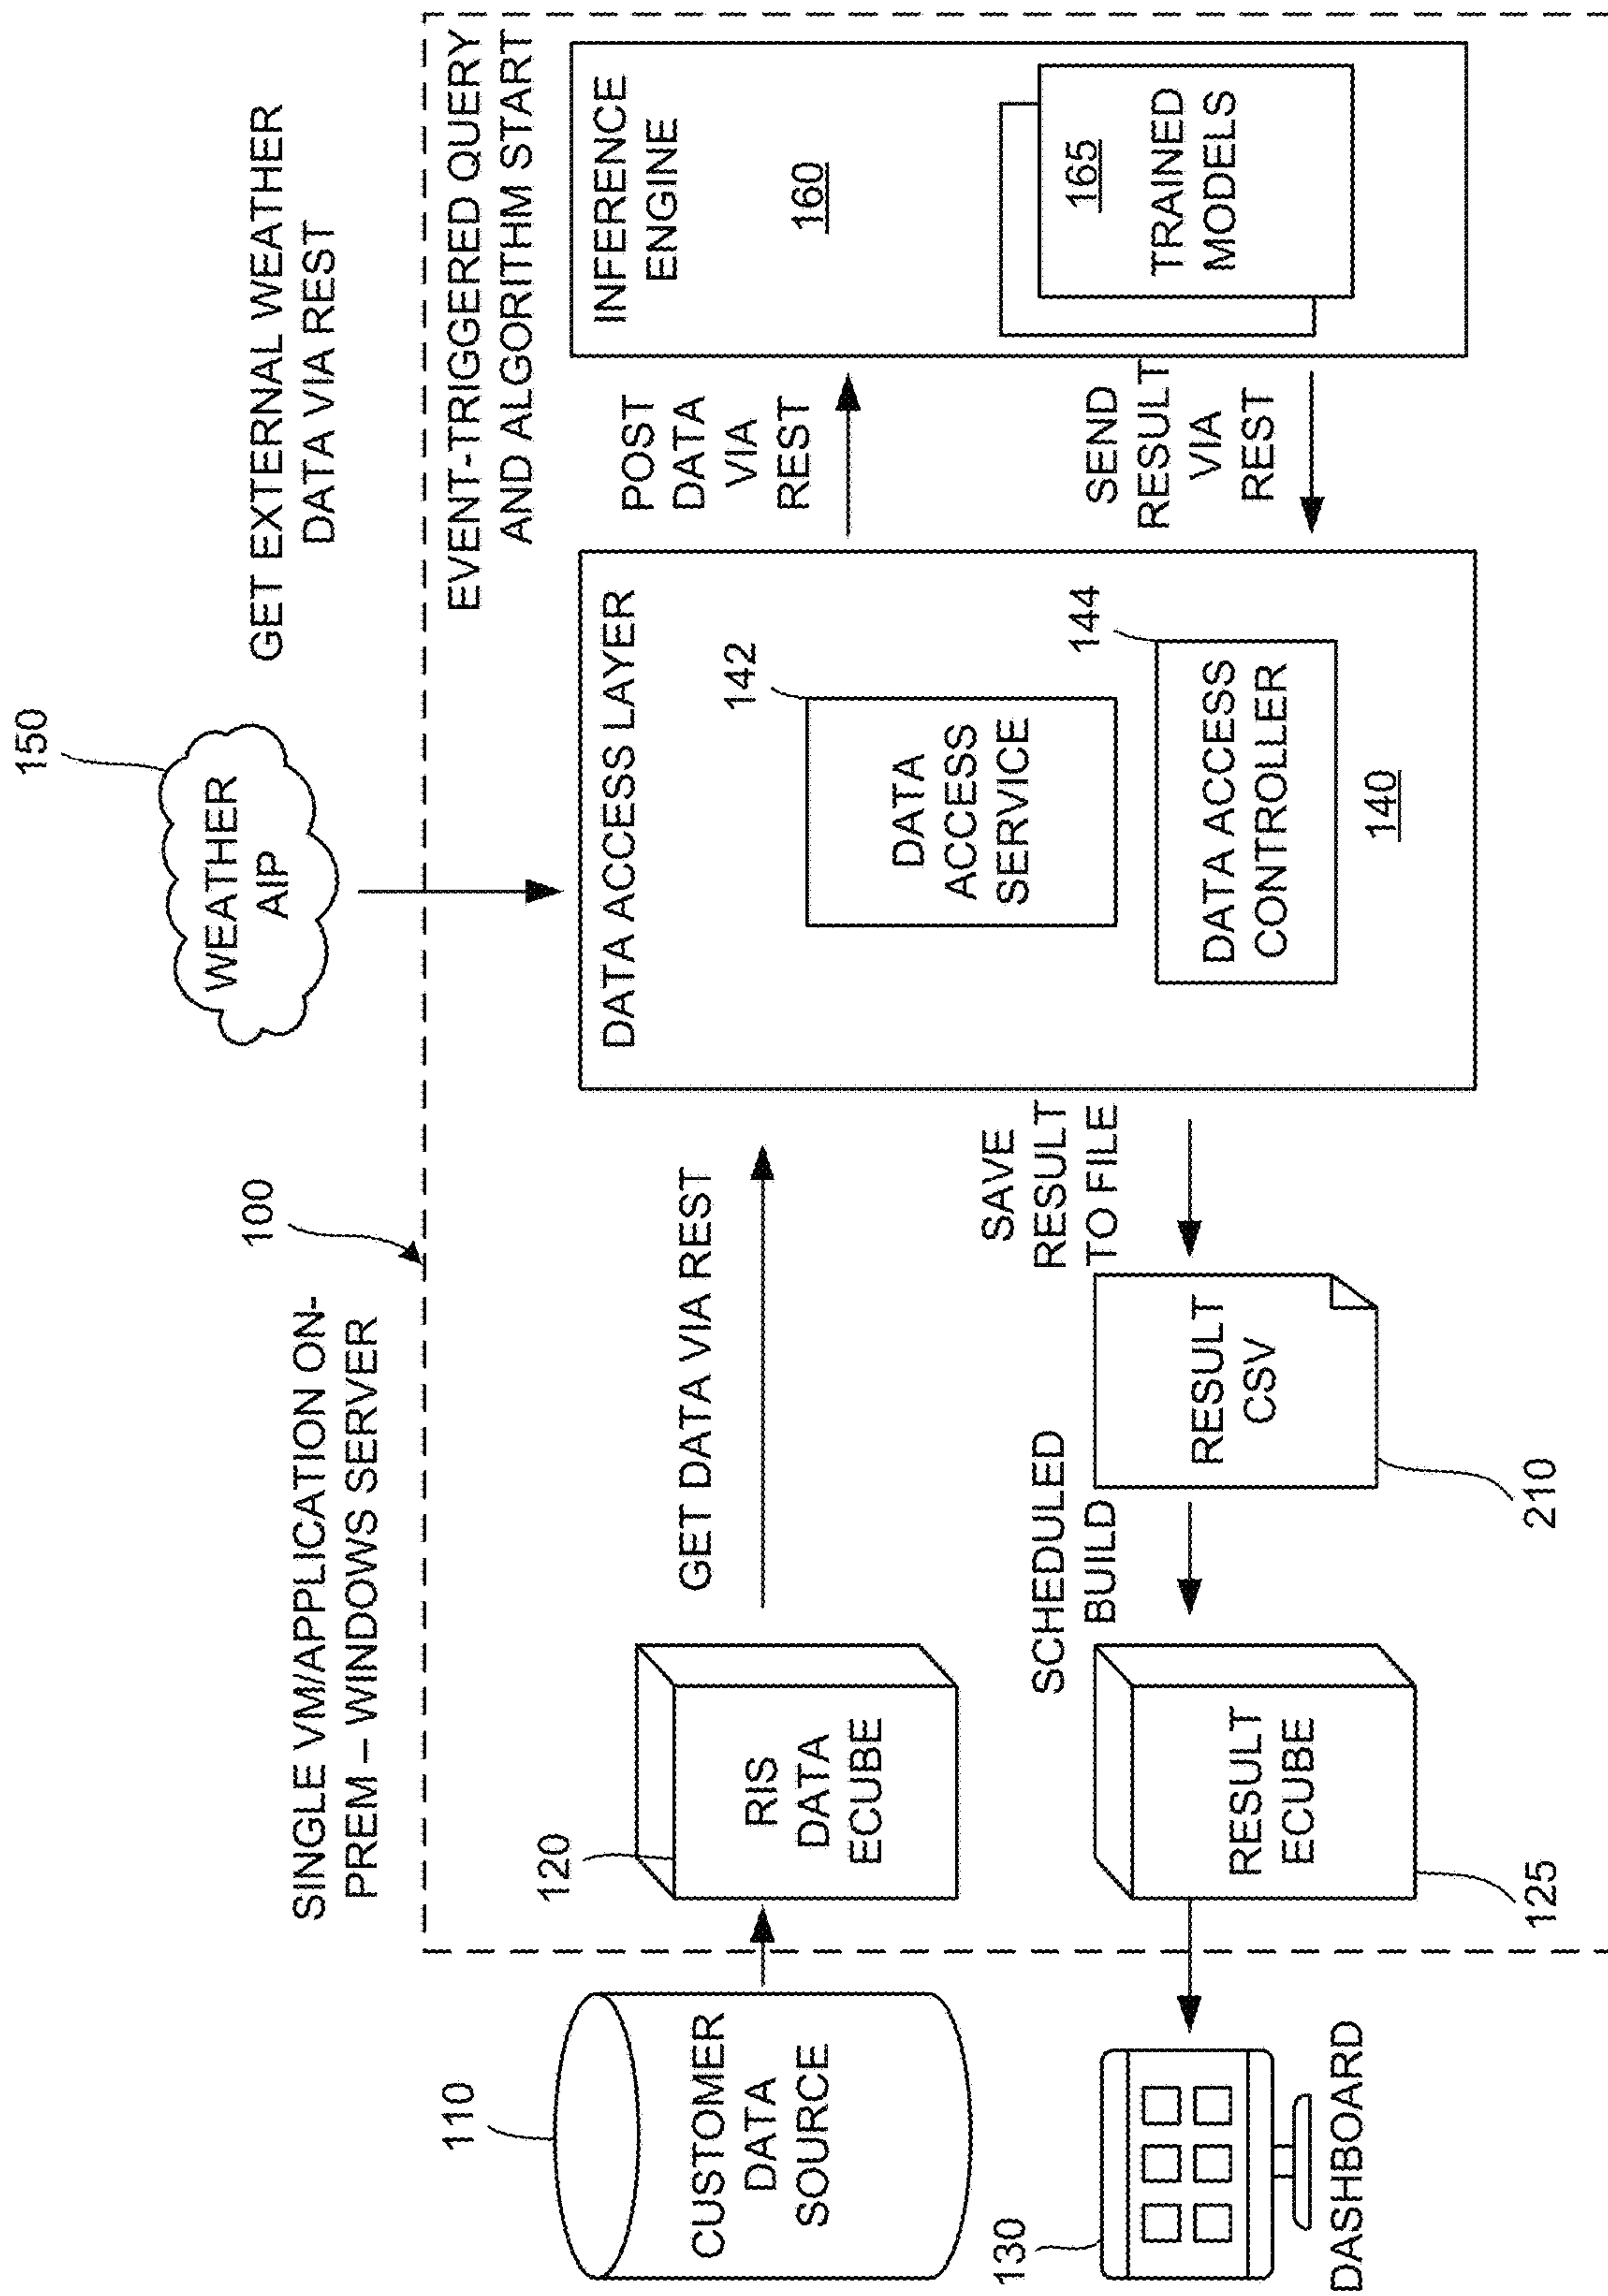 150
WEATHER
AIP
GET EXTERNAL WEATHER
DATA VIA REST
SINGLE VM/APPLICATION ON-
PREM – WINDOWS SERVER
100
EVENT-TRIGGERED QUERY
AND ALGORITHM START
110
CUSTOMER
DATA
SOURCE
120
RIS
DATA
ECUBE
GET DATA VIA REST
DATA ACCESS LAYER
142
DATA
ACCESS
SERVICE
144
DATA ACCESS
CONTROLLER
140
POST
DATA
VIA
REST
INFERENCE
ENGINE
160
165
TRAINED
MODELS
SEND
RESULT
VIA
REST
SAVE
RESULT
TO FILE
RESULT
CSV
210
SCHEDULED
BUILD
RESULT
ECUBE
125
130
DASHBOARD